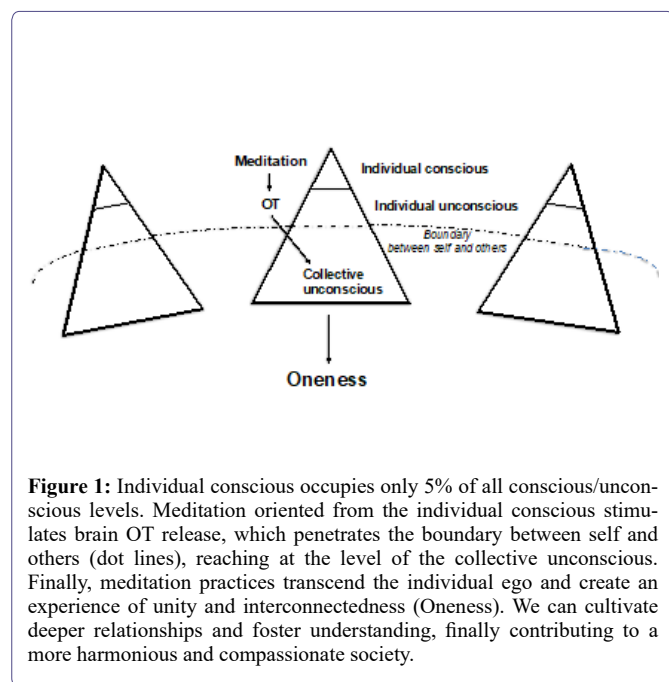 Meditation
Individual conscious
OT
Individual unconscious
Boundary
between self and others
Collective
unconscious
Oneness
Figure 1: Individual conscious occupies only 5% of all conscious/uncon-
scious levels. Meditation oriented from the individual conscious stimu-
lates brain OT release, which penetrates the boundary between self and
others (dot lines), reaching at the level of the collective unconscious.
Finally, meditation practices transcend the individual ego and create an
experience of unity and interconnectedness (Oneness). We can cultivate
deeper relationships and foster understanding, finally contributing to a
more harmonious and compassionate society.